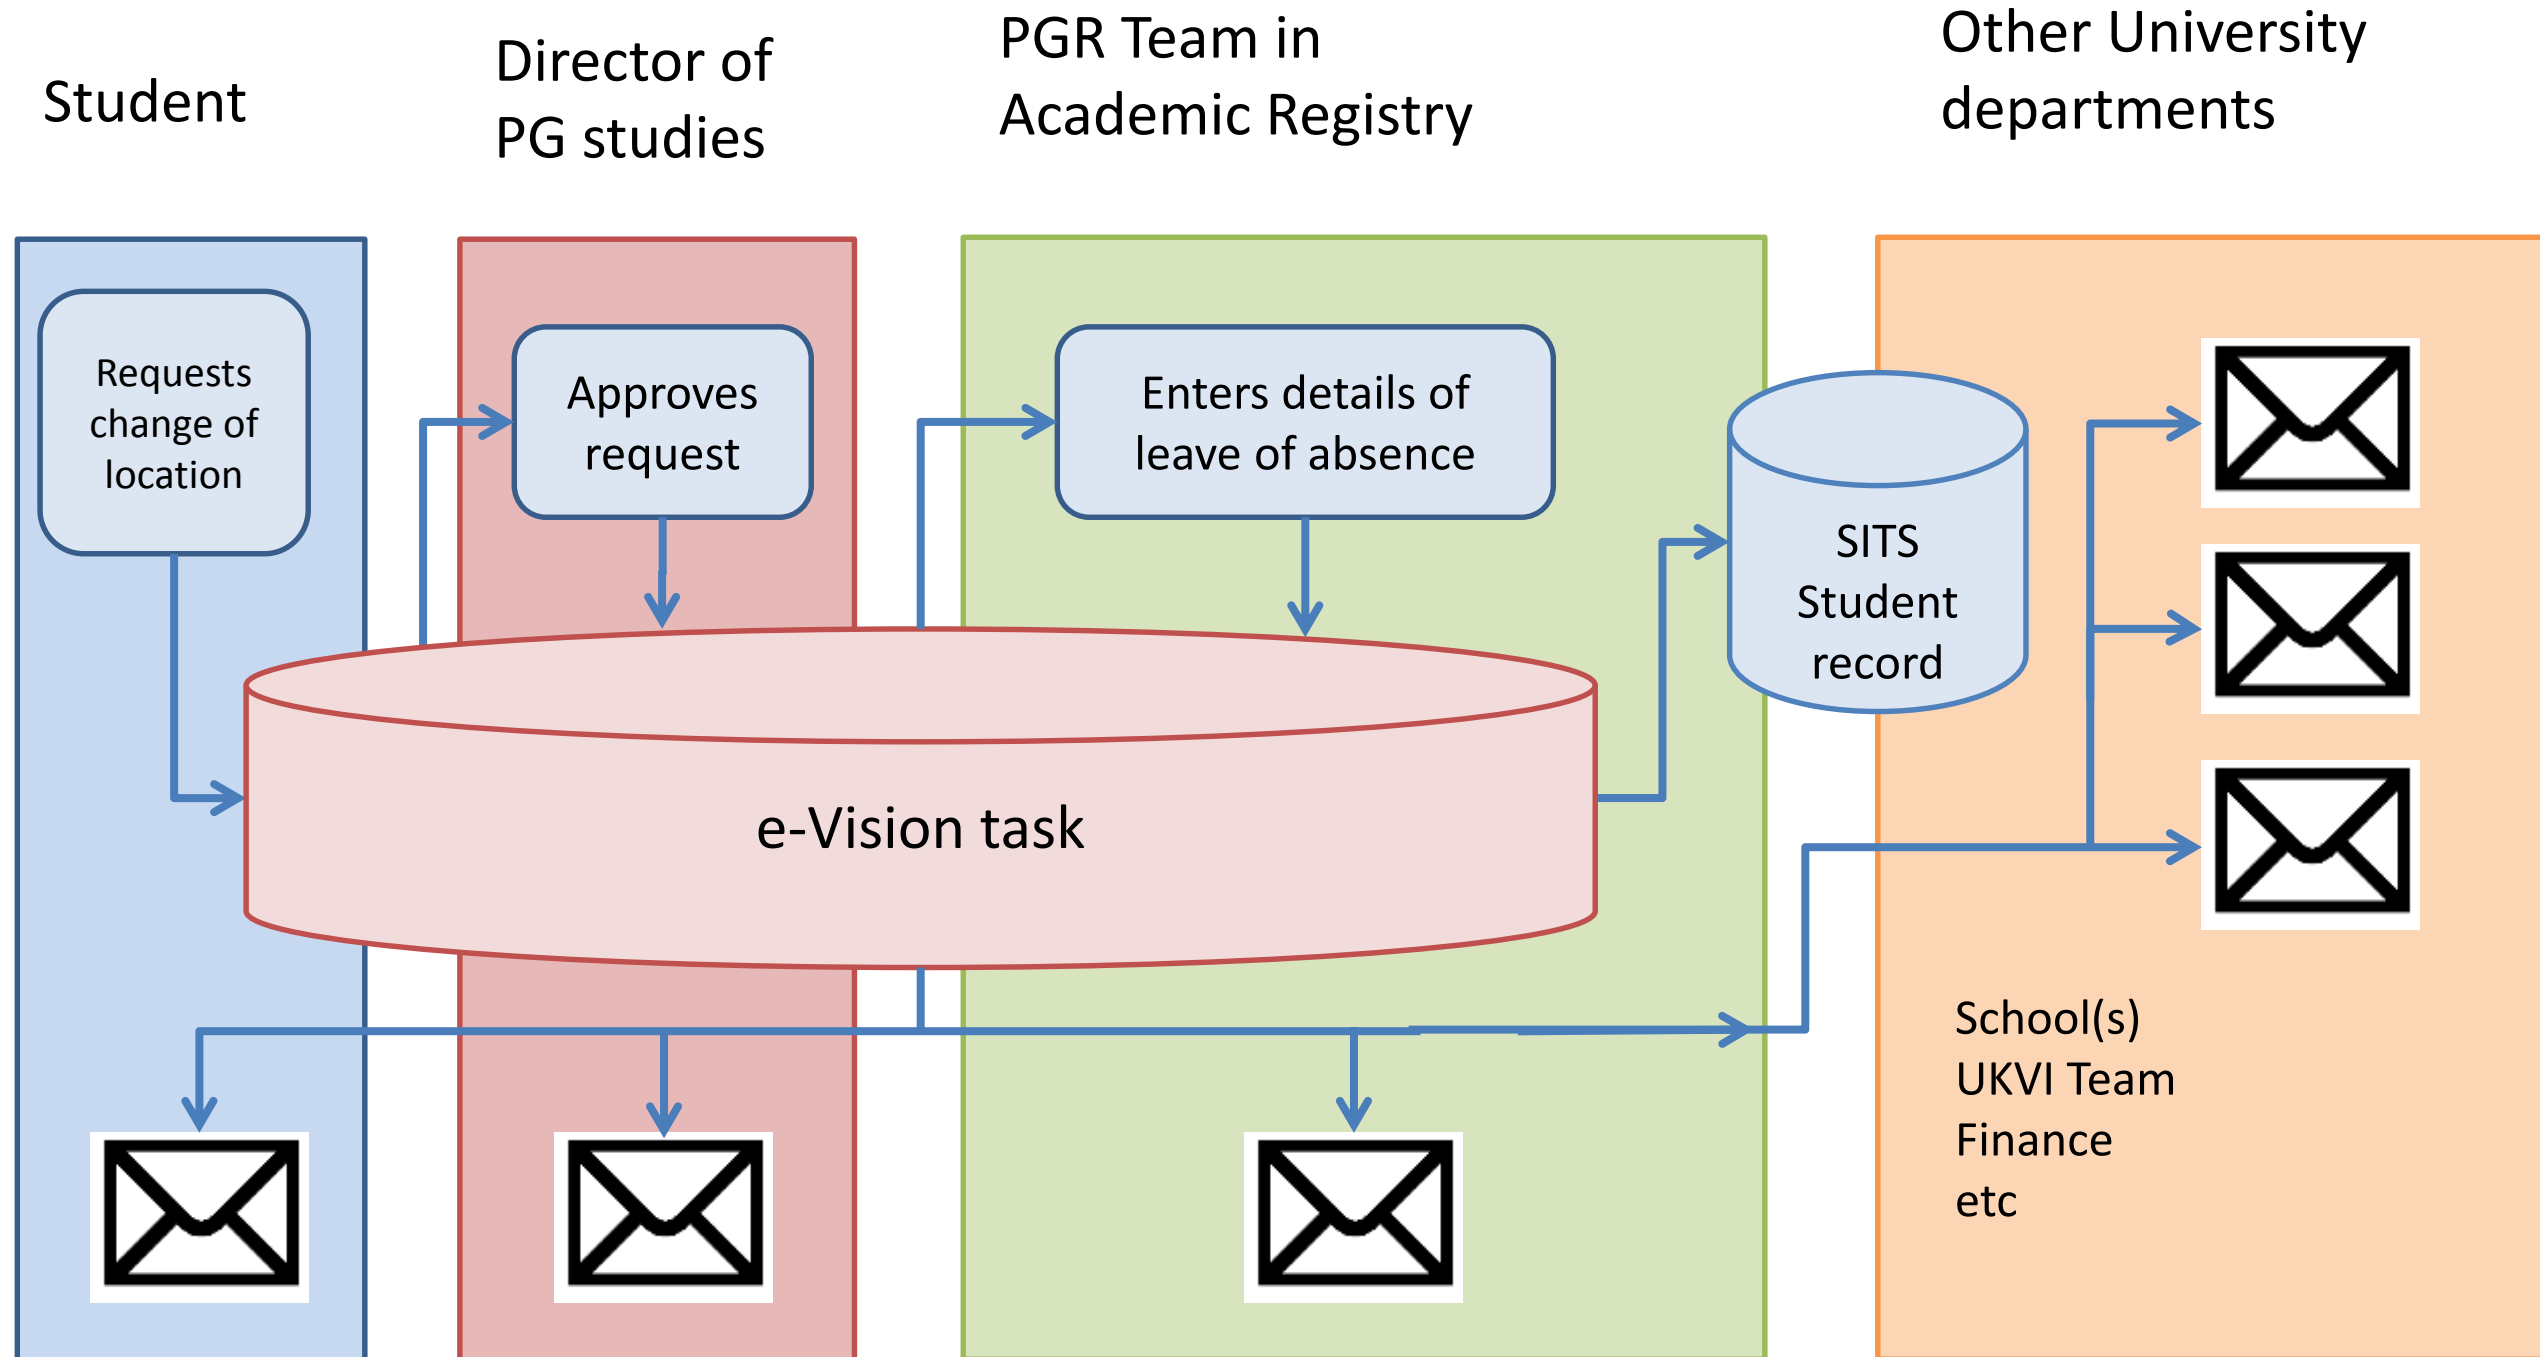 Student
Director of
PG studies
PGR Team in
Academic Registry
Other University
departments
Requests
change of
location
Approves
request
Enters details of
leave of absence
SITS
Student
record
e-Vision task
School(s)
UKVI Team
Finance
etc